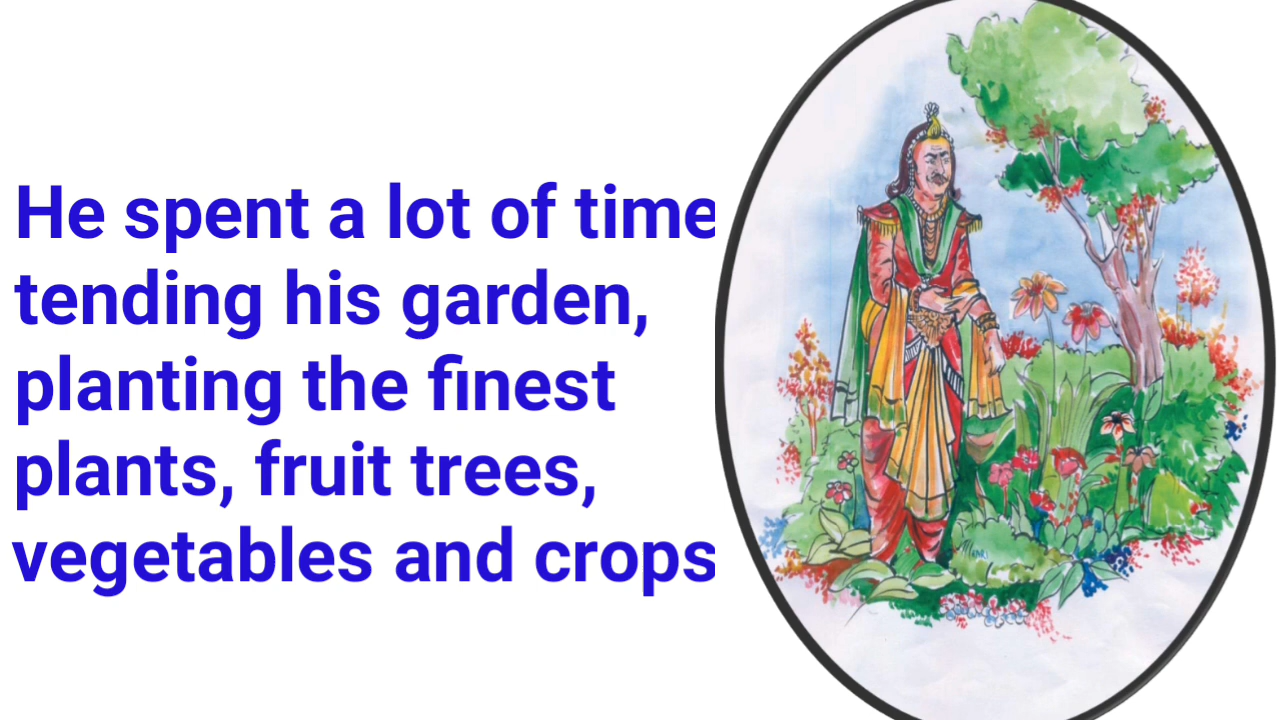 He spent a lot of time
tending his garden,
planting the finest
plants, fruit trees,
vegetables and crops